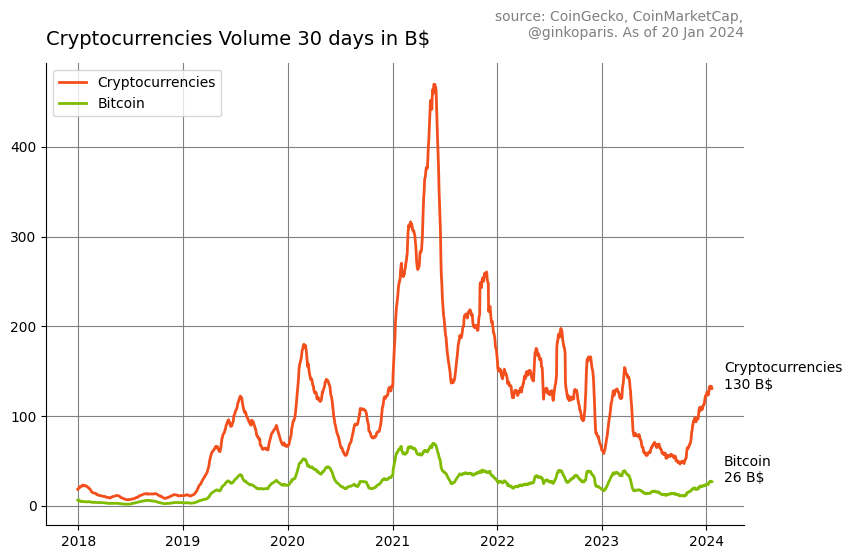 source: CoinGecko, CoinMarketCap,
@ginkoparis. As of 20 Jan 2024
Cryptocurrencies Volume 30 days in B$
Cryptocurrencies
Bitcoin
400
300
200
100
0
Cryptocurrencies
130 B$
Bitcoin
26 B$
2018
2019
2020
2021
2022
2023
2024